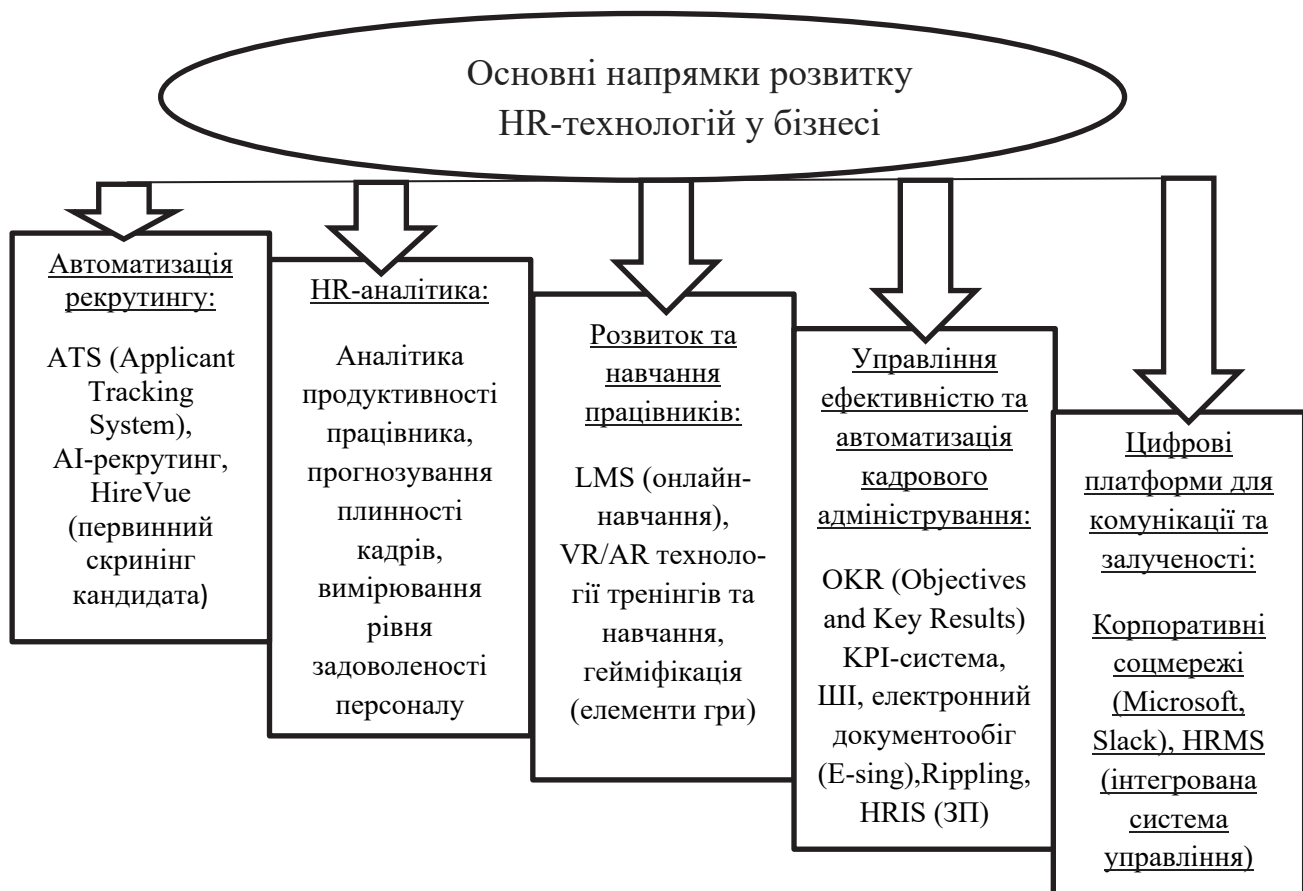 Основні напрямки розвитку
HR-технологій у бізнесі
Автоматизація
рекрутингу:
ATS (Applicant
Tracking
System),
AI-рекрутинг,
HireVue
(первинний
скринінг
кандидата)
HR-аналітика:
Аналітика
продуктивності
працівника,
прогнозування
плинності
кадрів,
вимірювання
рівня
задоволеності
персоналу
Розвиток та
навчання
працівників:
LMS (онлайн-
навчання),
VR/AR техноло-
гії тренінгів та
навчання,
гейміфікація
(елементи гри)
Управління
ефективністю та
автоматизація
кадрового
адміністрування:
OKR (Objectives
and Key Results)
KPI-система,
ШІ, електронний
документообіг
(E-sing),Rippling,
HRIS (ЗП)
Цифрові
платформи для
комунікації та
залученості:
Корпоративні
соцмережі
(Microsoft,
Slack), HRMS
(інтегрована
система
управління)